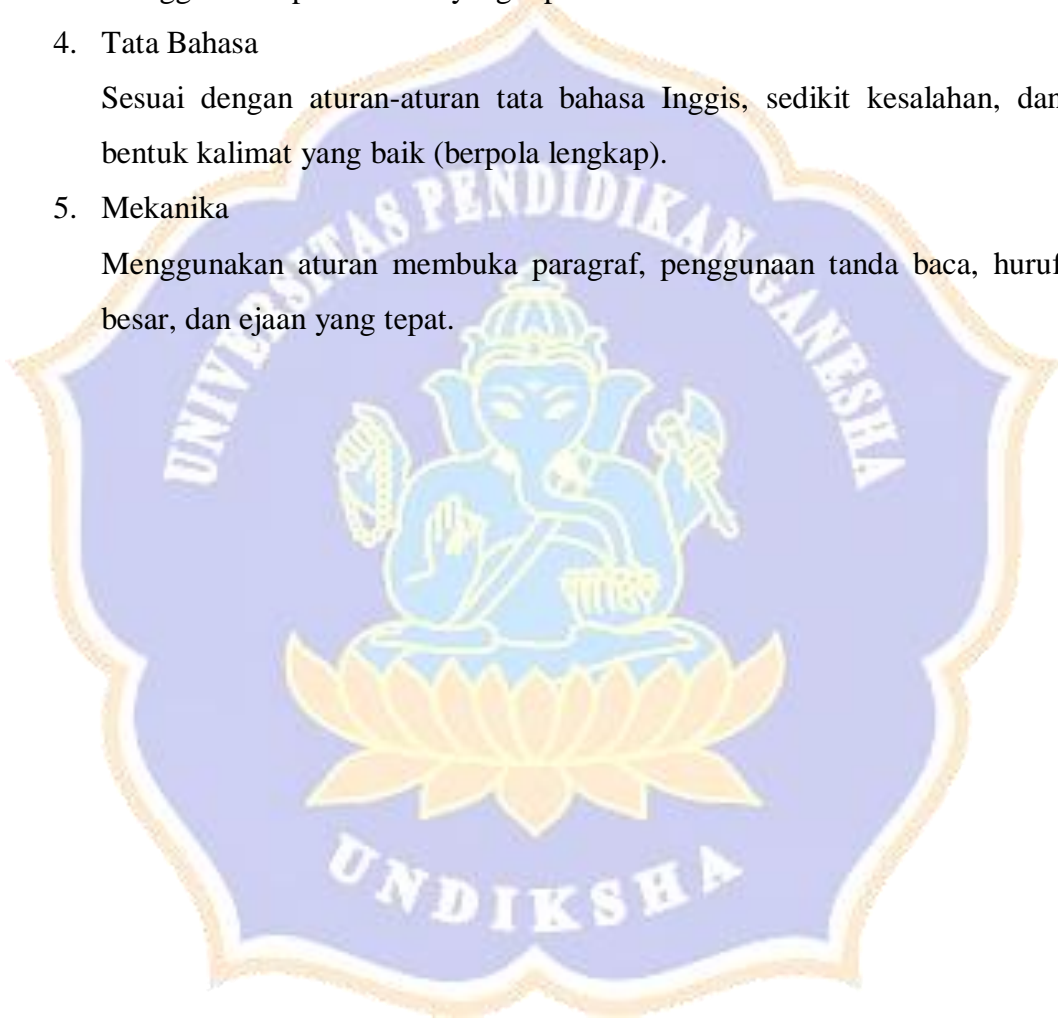 4. Tata Bahasa
Sesuai dengan aturan-aturan tata bahasa Inggis, sedikit kesalahan, dan
bentuk kalimat yang baik (berpola lengkap).
5. Mekanika
Menggunakan aturan membuka paragraf, penggunaan tanda baca, huruf
besar, dan ejaan yang tepat.
UNIVERSITAS PENDIDIKAN GANESHA
UNDIKSHA